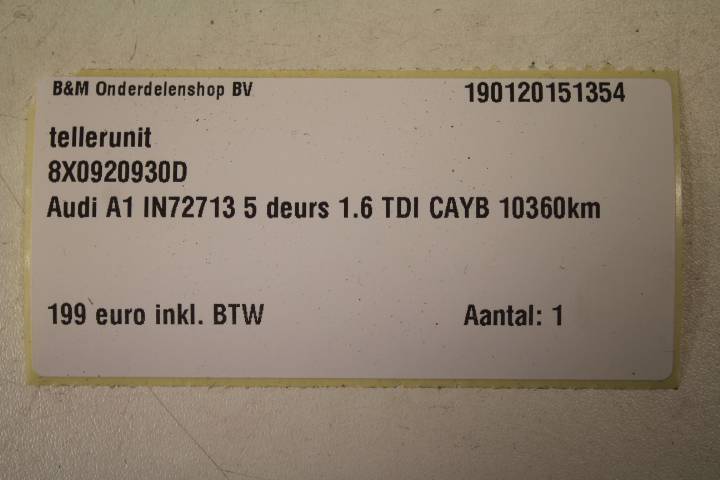 B&M Onderdelenshop BV 190120151354
tellerunit
8X0920930D
Audi A1 IN72713 5 deurs 1.6 TDI CAYB 10360km
199 euro inkl. BTW Aantal: 1